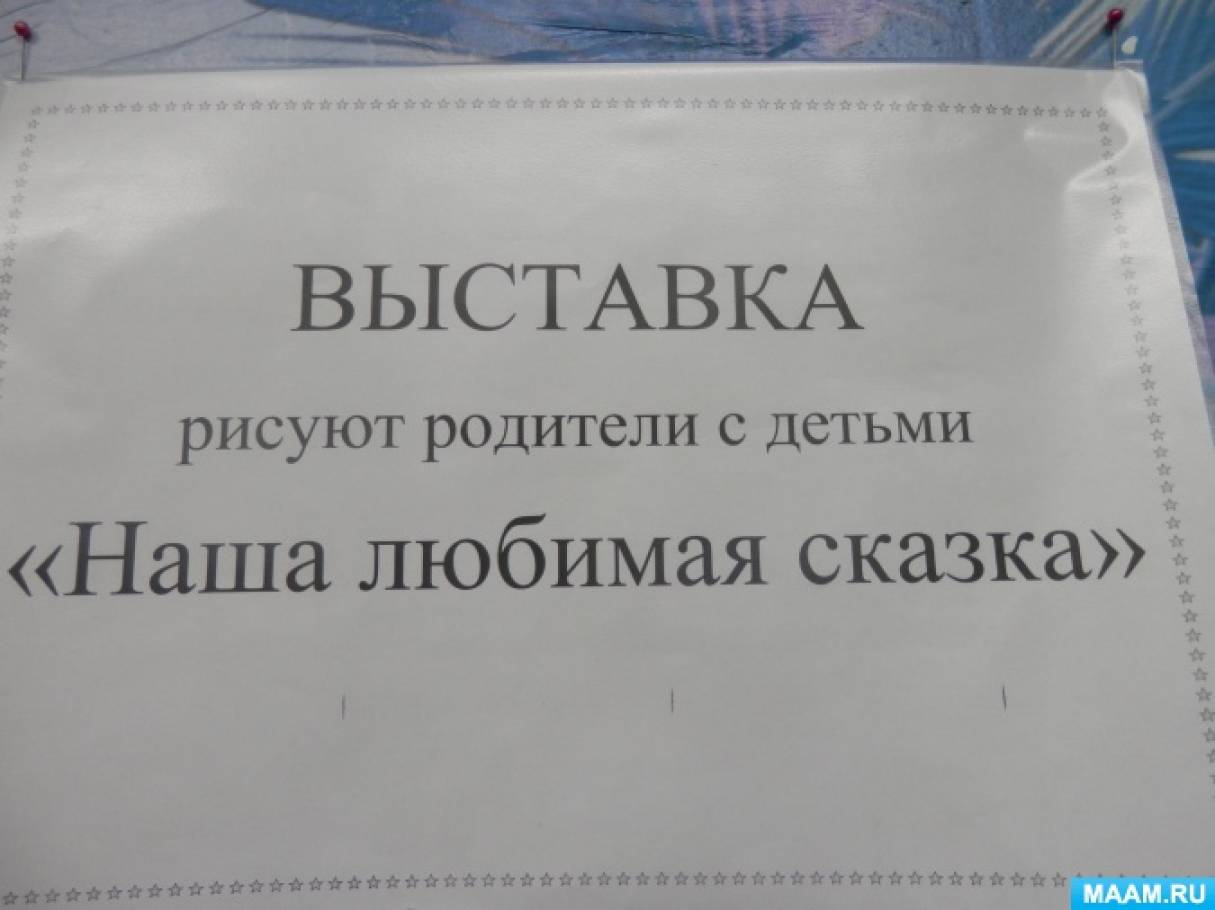 ВЫСТАВКА
рисуют родители с детьми
«Наша любимая сказка»
MAAM.RU